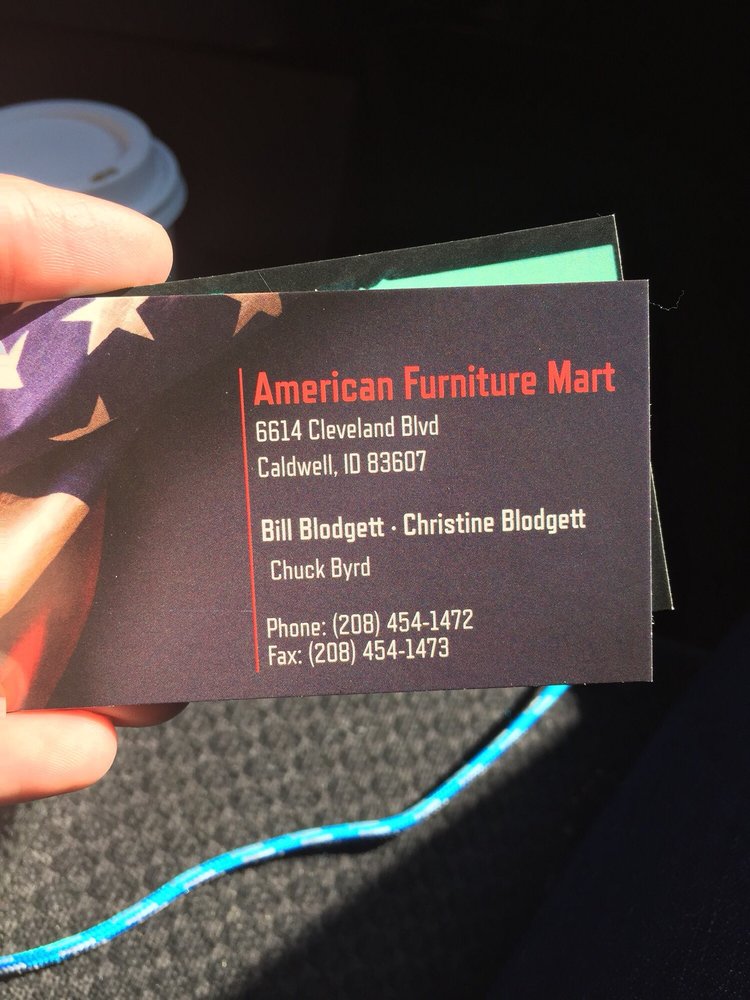 American Furniture Mart
6614 Cleveland Blvd
Caldwell, ID 83607
Bill Blodgett · Christine Blodgett
Chuck Byrd
Phone: (208) 454-1472
Fax: (208) 454-1473